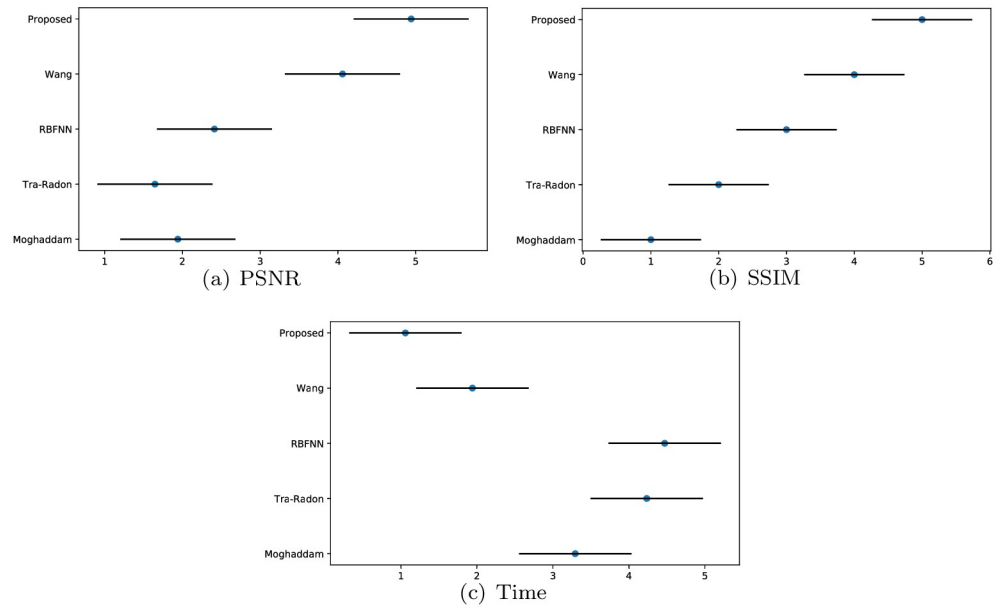 Proposed
Wang
RBFNN
Tra-Radon
Moghaddam
1 2 3 4 5
(a) PSNR
Proposed
Wang
RBFNN
Tra-Radon
Moghaddam
0 1 2 3 4 5 6
(b) SSIM
Proposed
Wang
RBFNN
Tra-Radon
Moghaddam
1 2 3 4 5
(c) Time